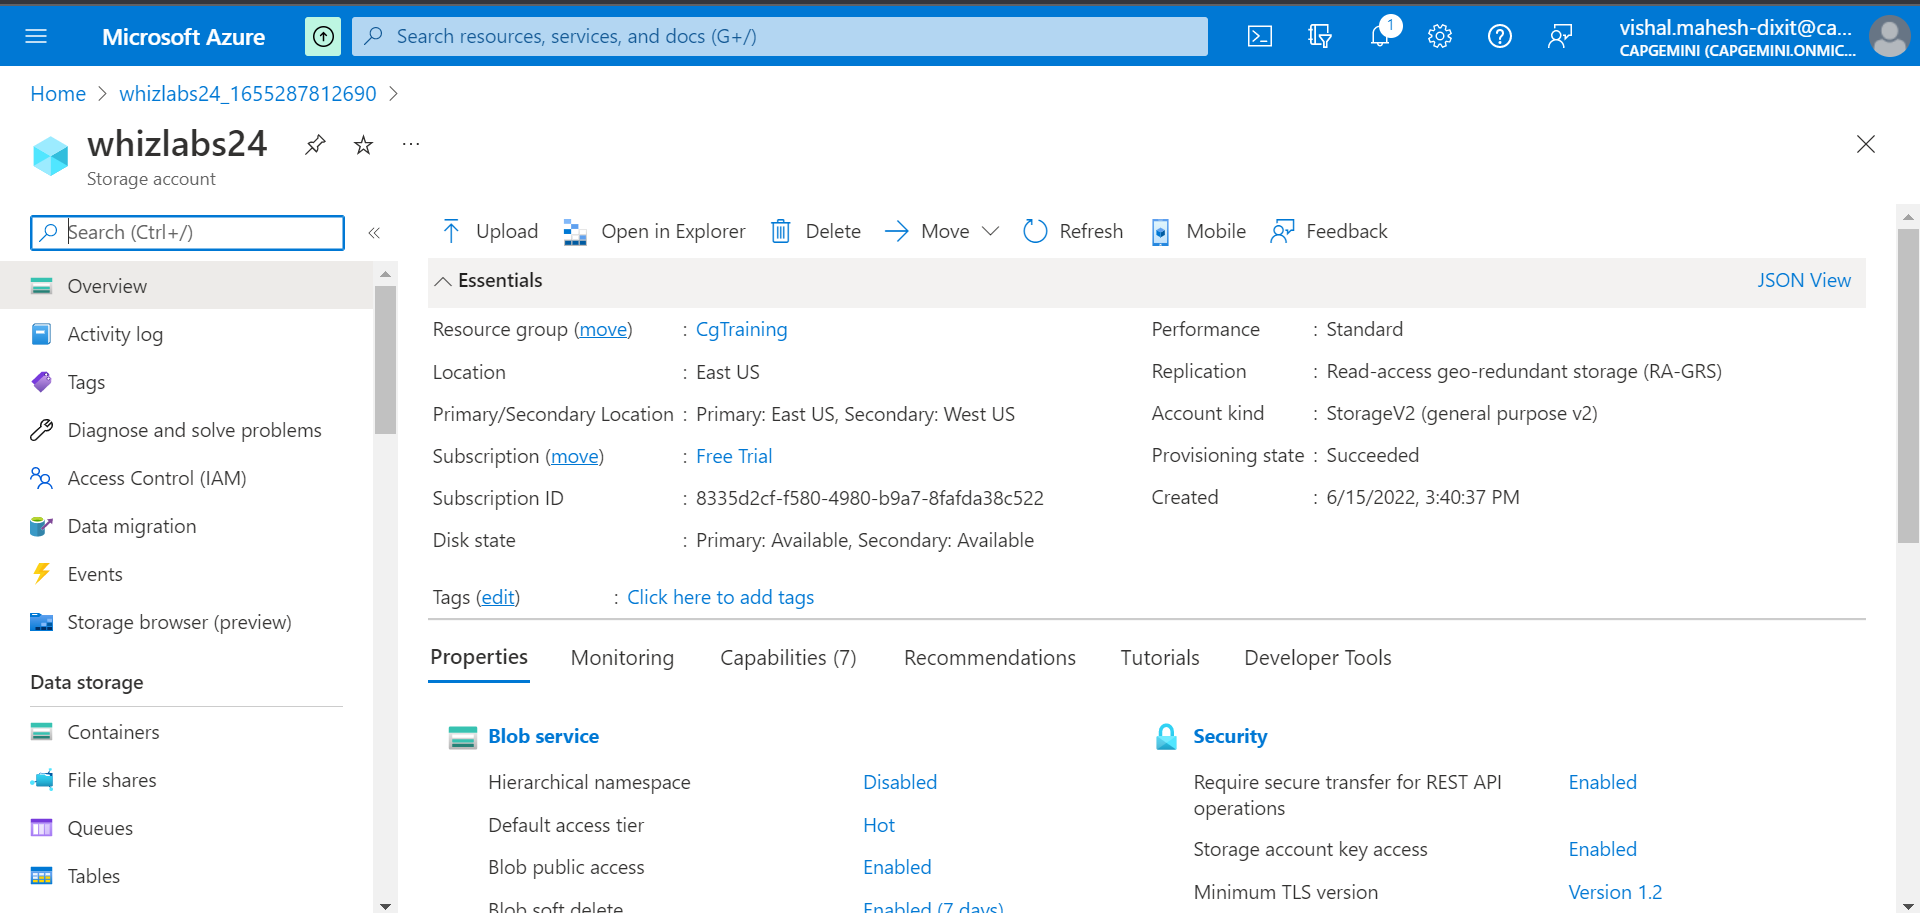 Microsoft Azure
Search resources, services, and docs (G+/)
1
vishal.mahesh-dixit@ca...
CAPGEMINI (CAPGEMINI.ONMIC...
Home > whizlabs24_1655287812690 >
whizlabs24 ...
Storage account
Search (Ctrl+/) «
Overview
Activity log
Tags
Diagnose and solve problems
Access Control (IAM)
Data migration
Events
Storage browser (preview)
Data storage
Containers
File shares
Queues
Tables
Upload Open in Explorer Delete Move Refresh Mobile Feedback
Essentials JSON View
Resource group (move) : CgTraining
Location : East US
Primary/Secondary Location : Primary: East US, Secondary: West US
Subscription (move) : Free Trial
Subscription ID : 8335d2cf-f580-4980-b9a7-8fafda38c522
Disk state : Primary: Available, Secondary: Available
Performance : Standard
Replication : Read-access geo-redundant storage (RA-GRS)
Account kind : StorageV2 (general purpose v2)
Provisioning state : Succeeded
Created : 6/15/2022, 3:40:37 PM
Tags (edit) : Click here to add tags
Properties Monitoring Capabilities (7) Recommendations Tutorials Developer Tools
Blob service
Hierarchical namespace Disabled
Default access tier Hot
Blob public access Enabled
Blob soft delete Enabled (7 days)
Security
Require secure transfer for REST API Enabled
operations
Storage account key access Enabled
Minimum TLS version Version 1.2